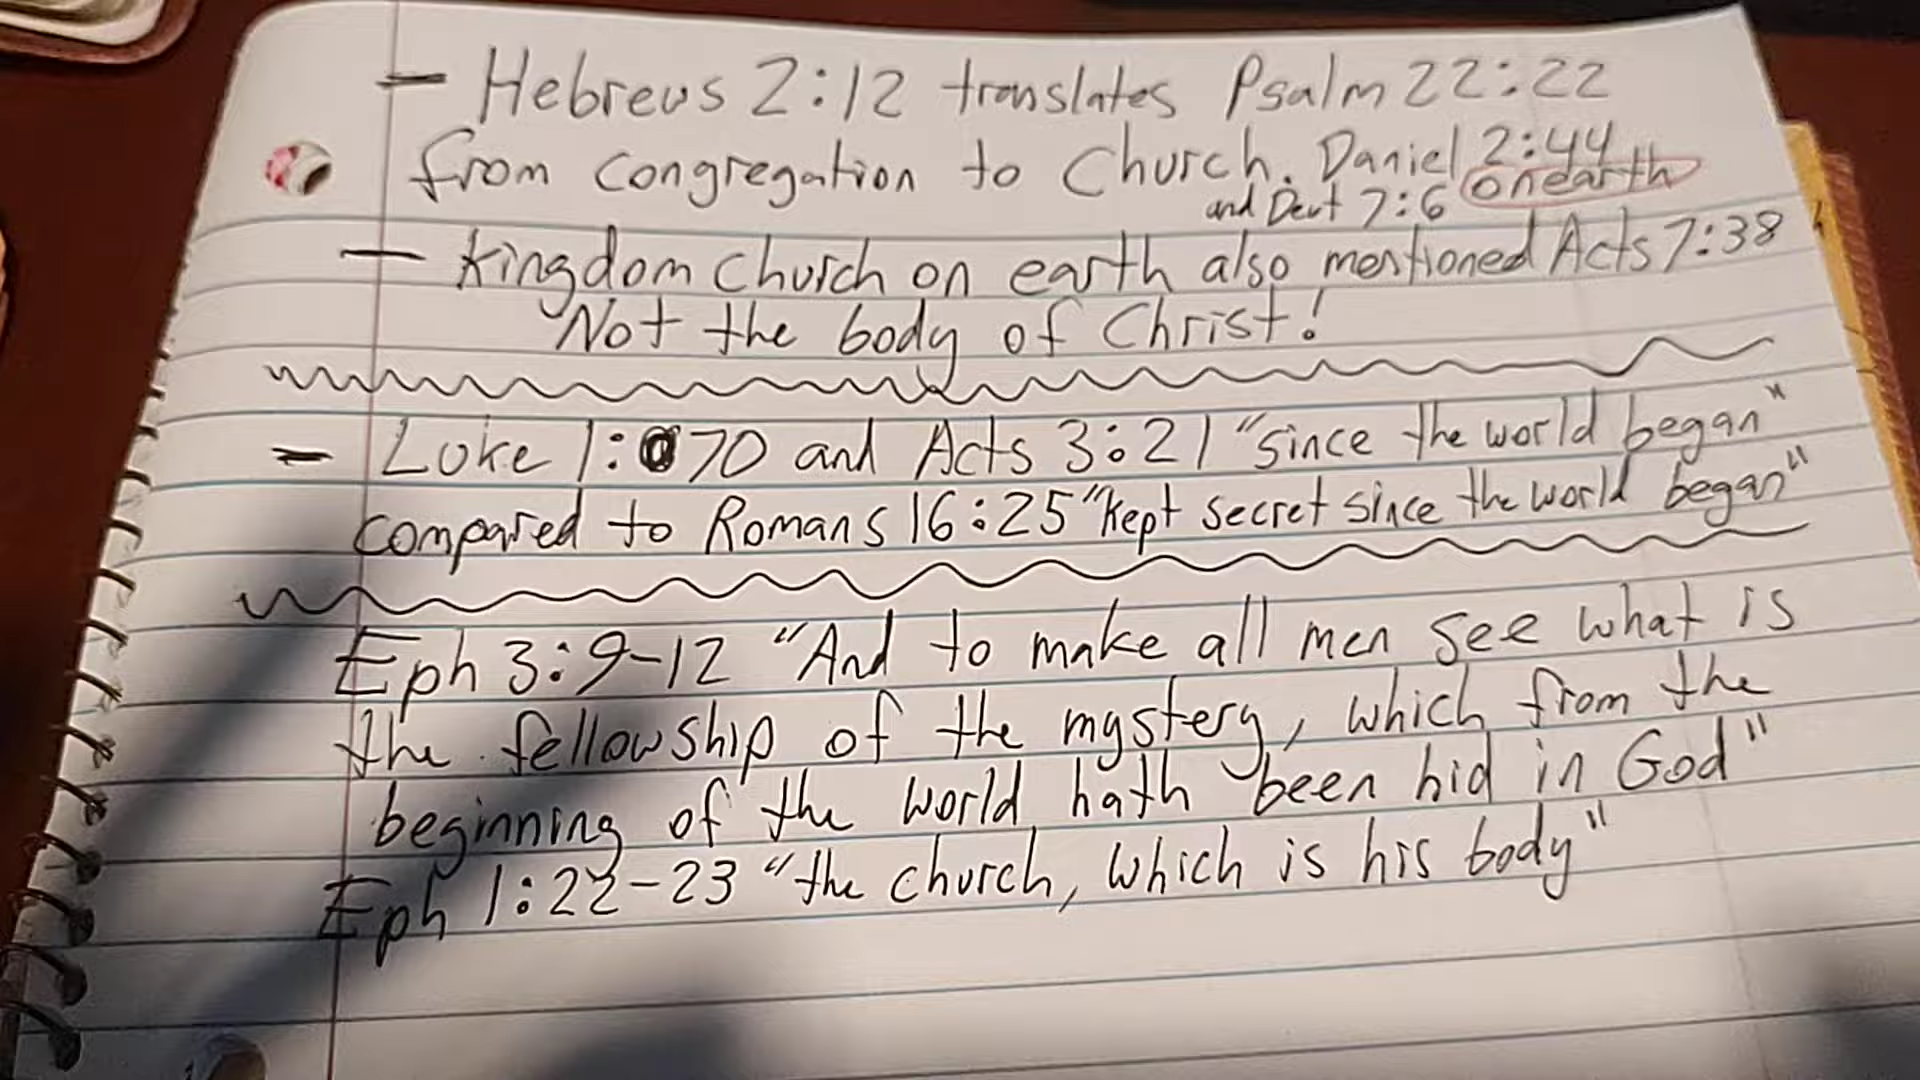 - Hebrews 2:12 translates Psalm 22:22
from congregation to Church. Daniel 2:44
and Deut 7:6 on earth
- Kingdom church on earth also mentioned Acts 7:38
Not the body of Christ!
- Luke 1:70 and Acts 3:21 "since the world began"
compared to Romans 16:25 "kept secret since the world began"
Eph 3:9-12 "And to make all men see what is
the fellowship of the mystery, which from the
beginning of the world hath been hid in God"
Eph 1:22-23 "the church, which is his body"